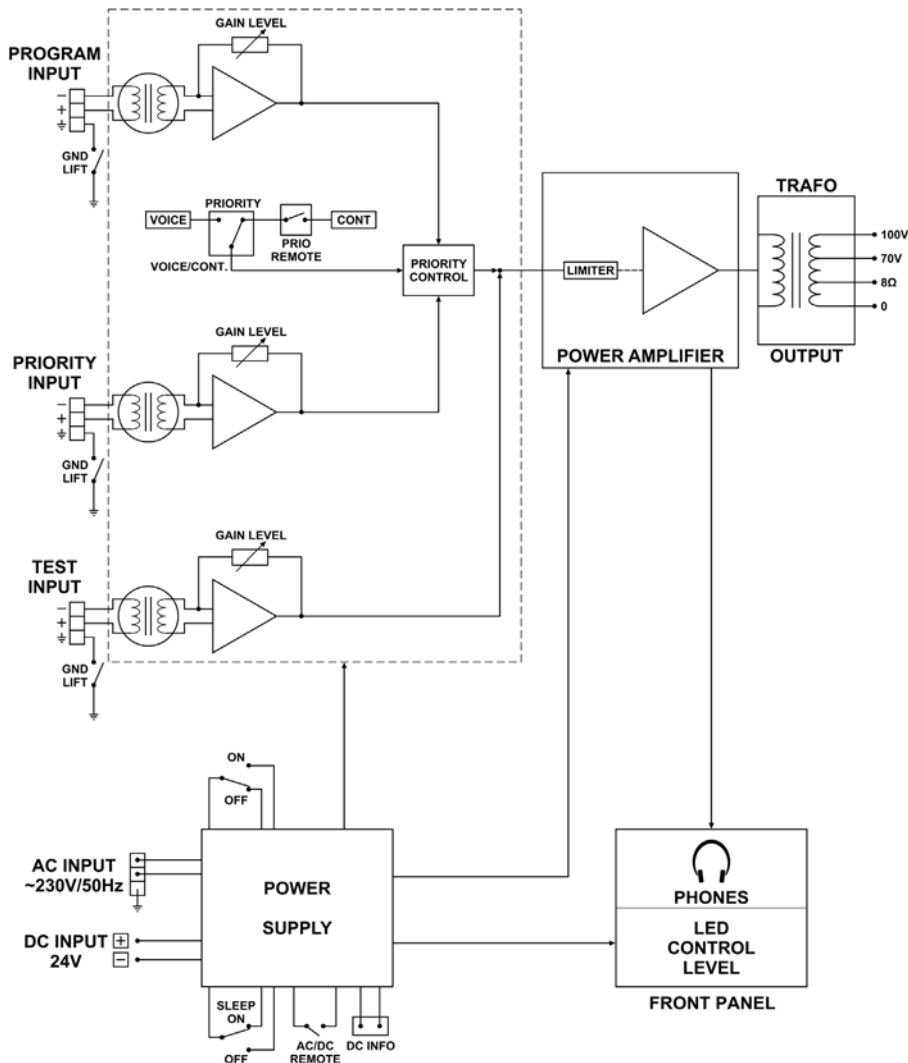 GAIN LEVEL
PROGRAM
INPUT
−
+
GND
LIFT
VOICE
PRIORITY
PRIO
REMOTE
CONT
VOICE/CONT.
PRIORITY
CONTROL
LIMITER
POWER AMPLIFIER
TRAFO
100V
70V
8Ω
0
OUTPUT
GAIN LEVEL
PRIORITY
INPUT
−
+
GND
LIFT
GAIN LEVEL
TEST
INPUT
−
+
GND
LIFT
ON
OFF
AC INPUT
~230V/50Hz
DC INPUT +
24V −
POWER
SUPPLY
SLEEP
ON
OFF
AC/DC
REMOTE
DC INFO
PHONES
LED
CONTROL
LEVEL
FRONT PANEL